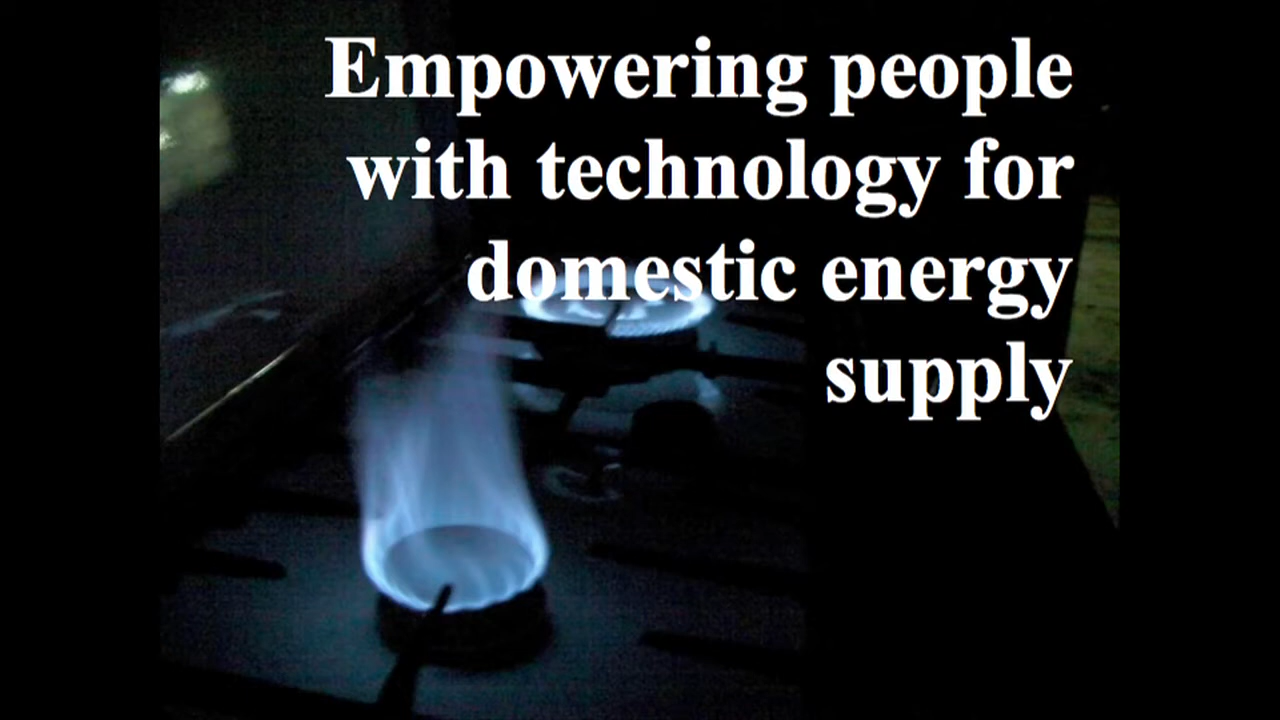 Empowering people
with technology for
domestic energy
supply